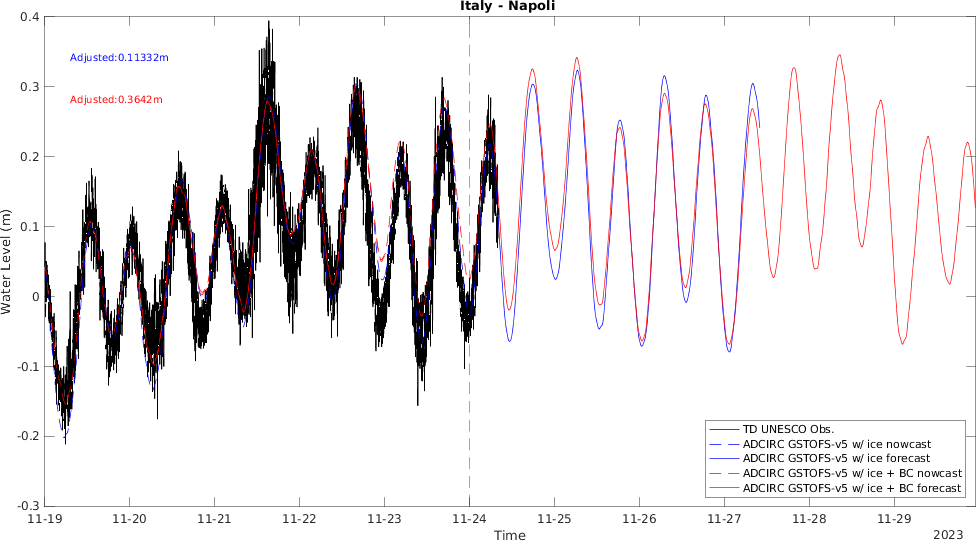 Italy - Napoli
Adjusted:0.11332m
Adjusted:0.3642m
Water Level (m)
0.4
0.3
0.2
0.1
0
-0.1
-0.2
-0.3
11-19
11-20
11-21
11-22
11-23
11-24
11-25
11-26
11-27
11-28
11-29
Time
2023
TD UNESCO Obs.
ADCIRC GSTOFS-v5 w/ ice nowcast
ADCIRC GSTOFS-v5 w/ ice forecast
ADCIRC GSTOFS-v5 w/ ice + BC nowcast
ADCIRC GSTOFS-v5 w/ ice + BC forecast